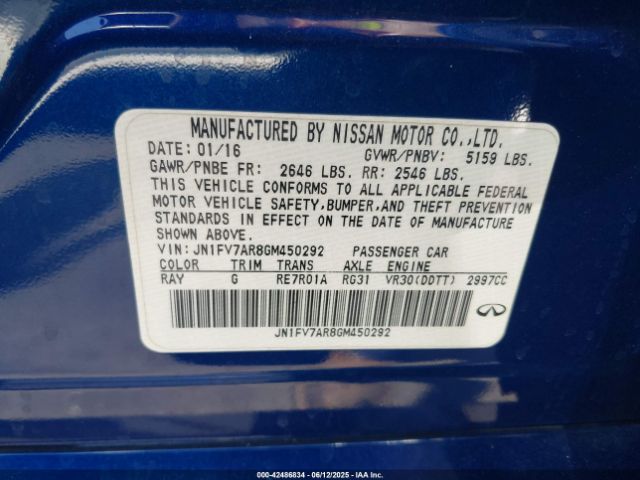 MANUFACTURED BY NISSAN MOTOR CO.,LTD.
DATE: 01/16 GVWR/PNBV: 5159 LBS.
GAWR/PNBE FR: 2646 LBS. RR: 2546 LBS.
THIS VEHICLE CONFORMS TO ALL APPLICABLE FEDERAL
MOTOR VEHICLE SAFETY,BUMPER,AND THEFT PREVENTION
STANDARDS IN EFFECT ON THE DATE OF MANUFACTURE
SHOWN ABOVE.
VIN: JN1FV7AR8GM450292 PASSENGER CAR
COLOR TRIM TRANS AXLE ENGINE
RAY G RE7R01A RG31 VR30(DDTT) 2997CC
JN1FV7AR8GM450292
000-42486834 - 06/12/2025 - IAA Inc.